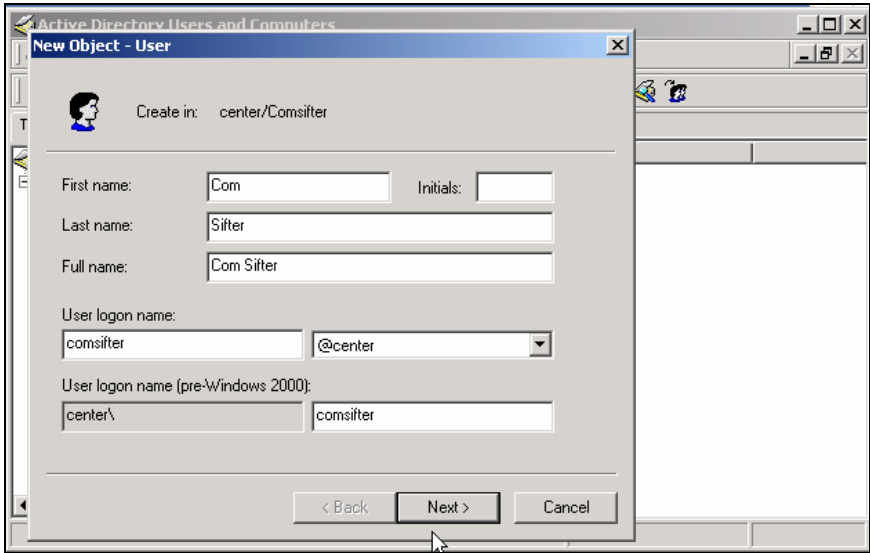 Active Directory Users and Computers
New Object - User
Create in: center/Comsifter
First name: Com Initials:
Last name: Sifter
Full name: Com Sifter
User logon name:
comsifter @center
User logon name (pre-Windows 2000):
center\ comsifter
< Back Next > Cancel